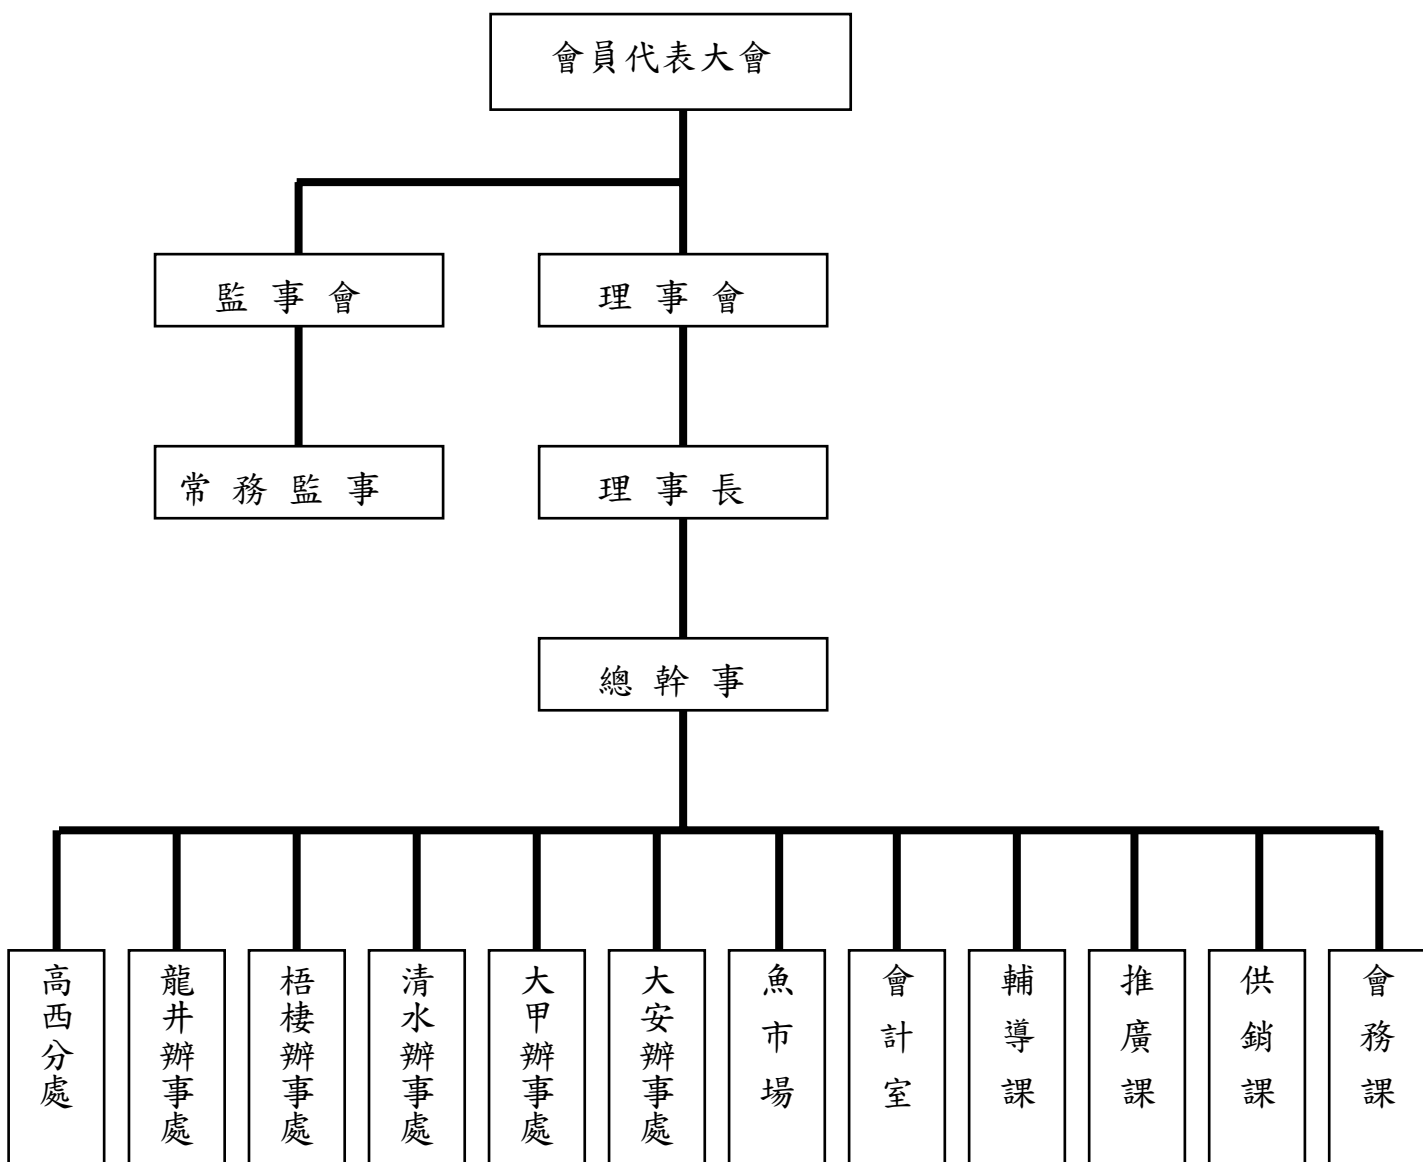 會員代表大會
監事會
理事會
常務監事
理事長
總幹事
高西分處
龍井辦事處
梧棲辦事處
清水辦事處
大甲辦事處
大安辦事處
魚市場
會計室
輔導課
推廣課
供銷課
會務課